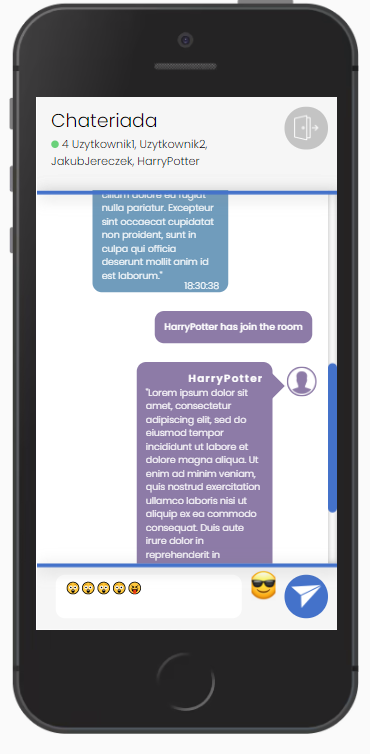 Chateriada
4 Uzytkownik1, Uzytkownik2,
JakubJereczek, HarryPotter
cillum dolore eu fugiat
nulla pariatur. Excepteur
sint occaecat cupidatat
non proident, sunt in
culpa qui officia
deserunt mollit anim id
est laborum."
18:30:38
HarryPotter has join the room
HarryPotter
"Lorem ipsum dolor sit
amet, consectetur
adipiscing elit, sed do
eiusmod tempor
incididunt ut labore et
dolore magna aliqua. Ut
enim ad minim veniam,
quis nostrud exercitation
ullamco laboris nisi ut
aliquip ex ea commodo
consequat. Duis aute
irure dolor in
reprehenderit in